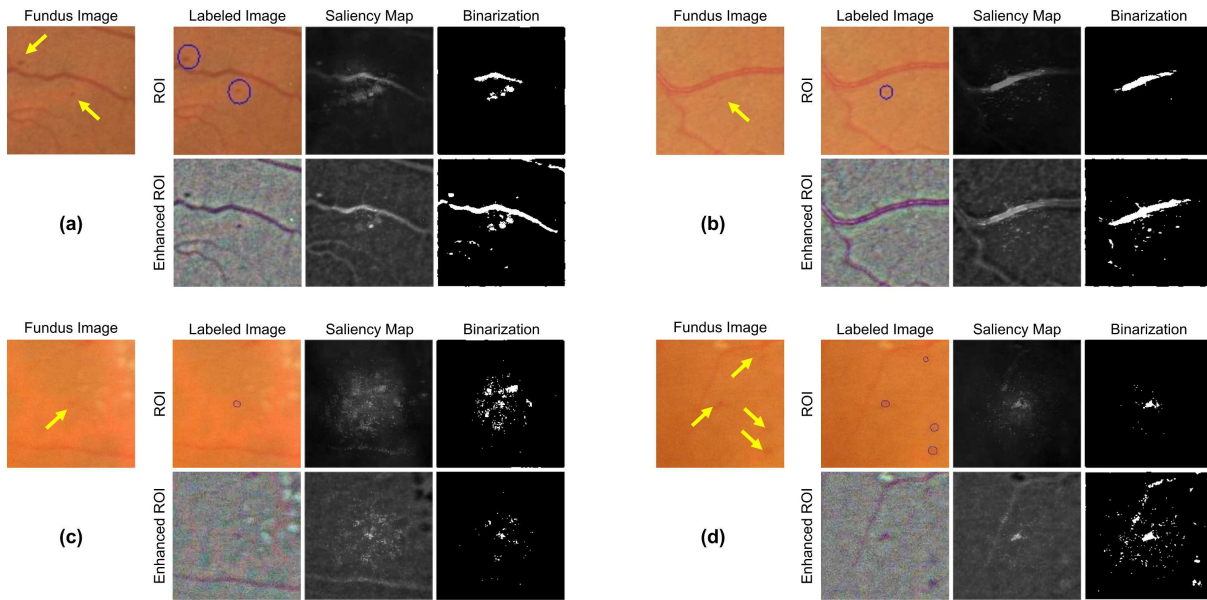 Fundus Image Labeled Image Saliency Map Binarization
ROI
Enhanced ROI
(a)
Fundus Image Labeled Image Saliency Map Binarization
ROI
Enhanced ROI
(b)
Fundus Image Labeled Image Saliency Map Binarization
ROI
Enhanced ROI
(c)
Fundus Image Labeled Image Saliency Map Binarization
ROI
Enhanced ROI
(d)